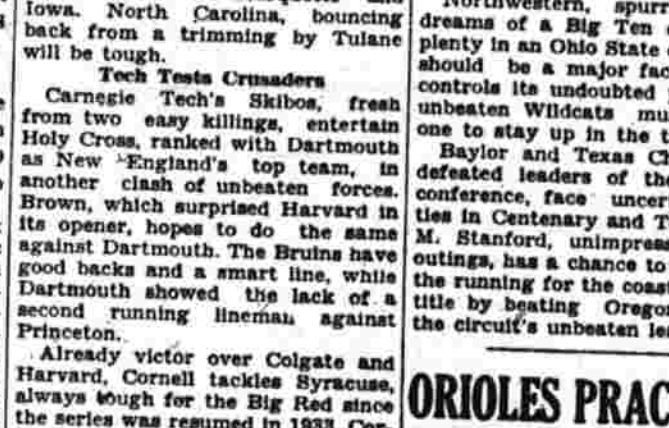 Iowa. North Carolina, bouncing
back from a trimming by Tulane
will be tough.
Tech Tests Crusaders
Carnegie Tech's Skibos, fresh
from two easy killings, entertain
Holy Cross, ranked with Dartmouth
as New England's top team, in
another clash of unbeaten forces.
Brown, which surprised Harvard in
its opener, hopes to do the same
against Dartmouth. The Bruins have
good backs and a smart line, while
Dartmouth showed the lack of a
second running lineman against
Princeton.
Already victor over Colgate and
Harvard, Cornell tackles Syracuse,
always tough for the Big Red since
the series was resumed in 1933. Cor-
Northwestern, spurr
dreams of a Big Ten
plenty in an Ohio State
should be a major fac
controls its undoubted
unbeaten Wildcats mu
one to stay up in the
Baylor and Texas Ch
defeated leaders of the
conference, face uncer
ties in Centenary and T
M. Stanford, unimpres
outings, has a chance to
the running for the coast
title by beating Orego
the circuit's unbeaten le
ORIOLES PRAC